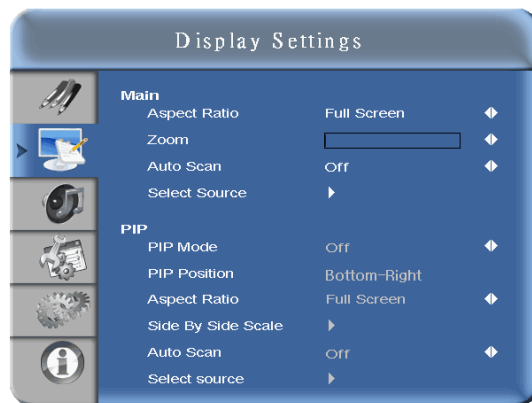 Display Settings
Main
Aspect Ratio Full Screen
Zoom
Auto Scan Off
Select Source
PIP
PIP Mode Off
PIP Position Bottom-Right
Aspect Ratio Full Screen
Side By Side Scale
Auto Scan Off
Select source